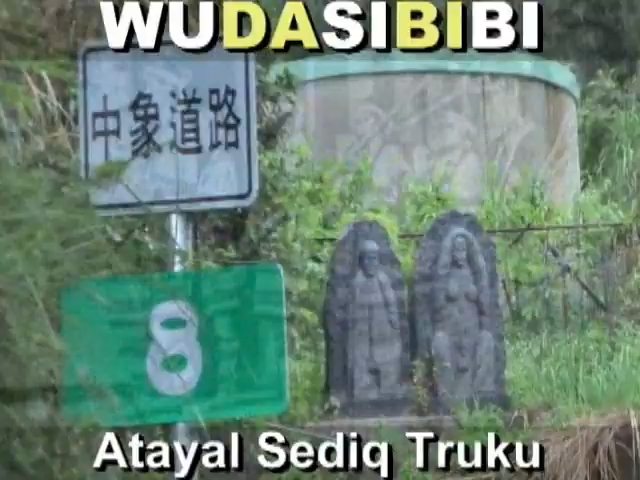 WUDASIBIBI
中象道路
8
Atayal Sediq Truku